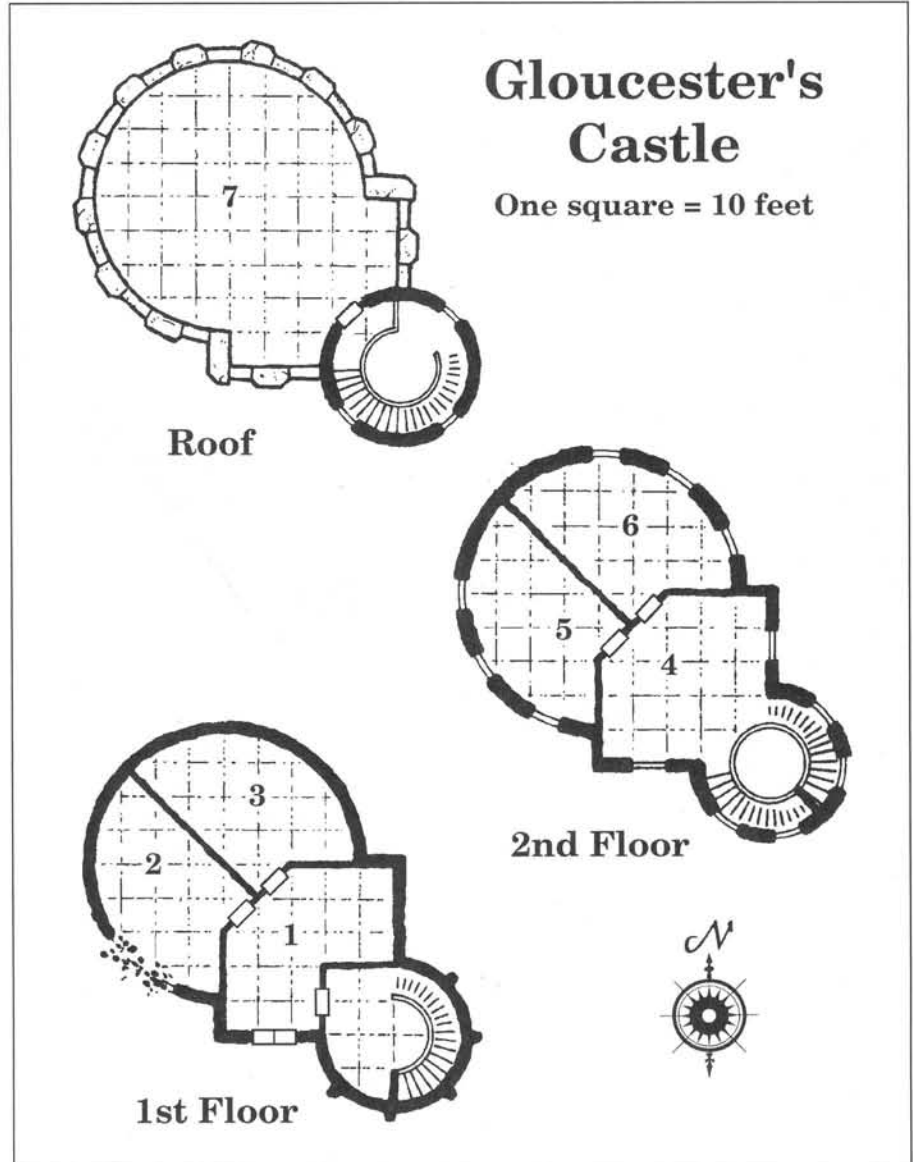 Gloucester's
Castle
One square = 10 feet
7
Roof
6
5
4
2nd Floor
3
2
1
1st Floor
N